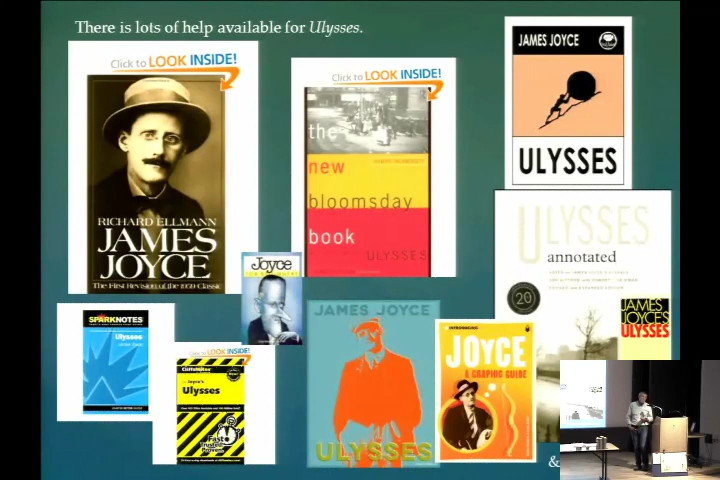 There is lots of help available for Ulysses.
Click to LOOK INSIDE!
RICHARD ELLMANN
JAMES
JOYCE
The First Revision of the 1959 Classic
Click to LOOK INSIDE!
the
new
bloomsday
book
ULYSSES
JAMES JOYCE
ULYSSES
ULYSSES
annotated
20
JAMES
JOYCE'S
ULYSSES
Joyce
FOR BEGINNERS
SPARKNOTES
Ulysses
Click to LOOK INSIDE!
CliffsNotes
Joyce's
Ulysses
JAMES JOYCE
ULYSSES
INTRODUCING
JOYCE
A GRAPHIC GUIDE
&